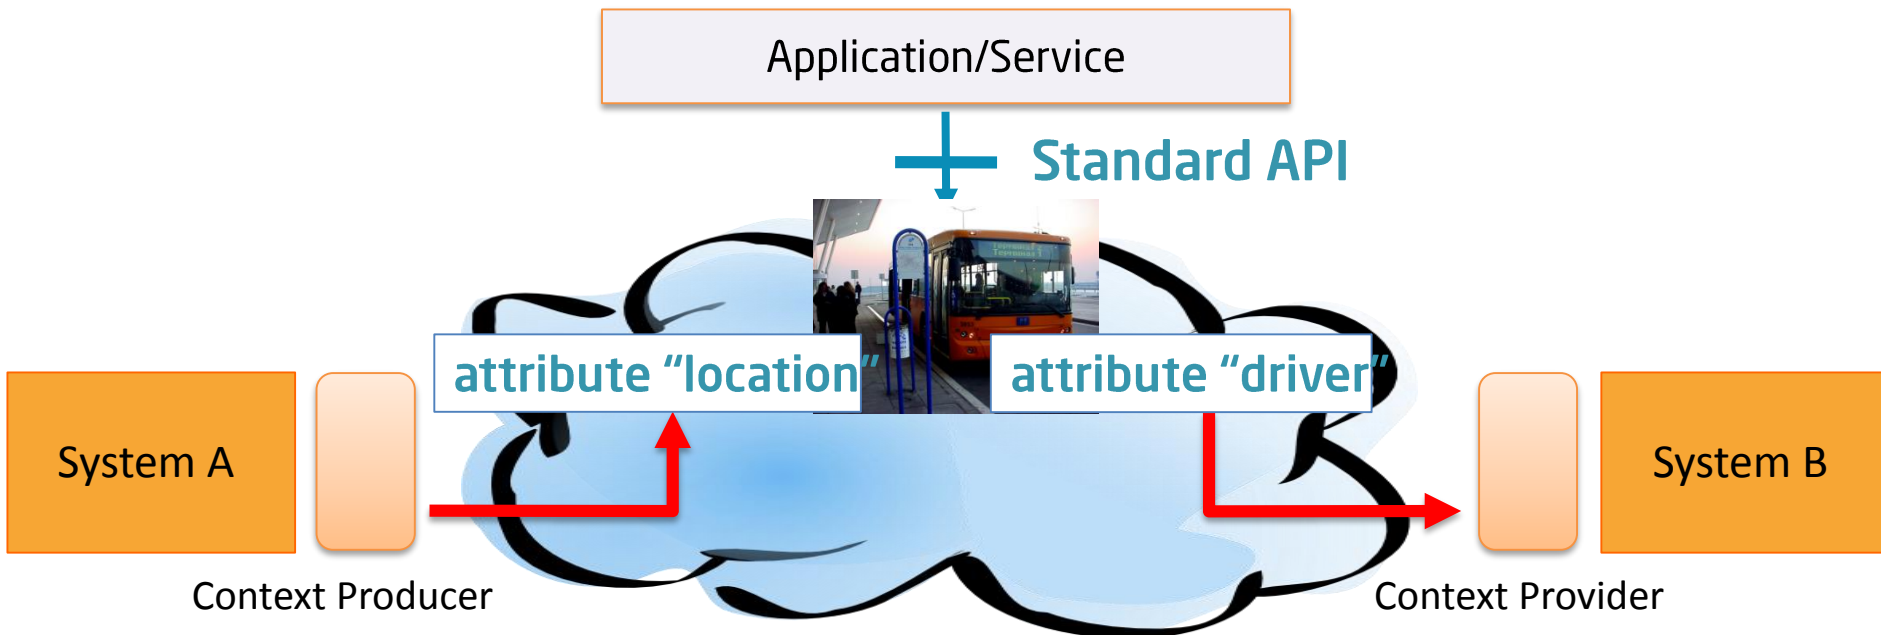 Application/Service
Standard API
attribute “location”
attribute “driver”
System A
System B
Context Producer
Context Provider